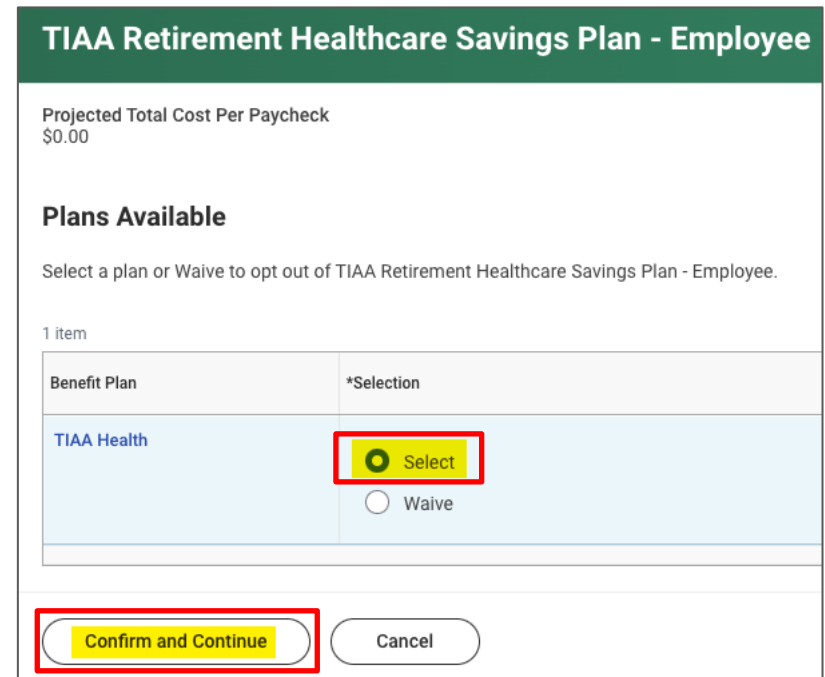 TIAA Retirement Healthcare Savings Plan - Employee
Projected Total Cost Per Paycheck
$0.00
Plans Available
Select a plan or Waive to opt out of TIAA Retirement Healthcare Savings Plan - Employee.
1 item
Benefit Plan *Selection
TIAA Health
Select
Waive
Confirm and Continue Cancel